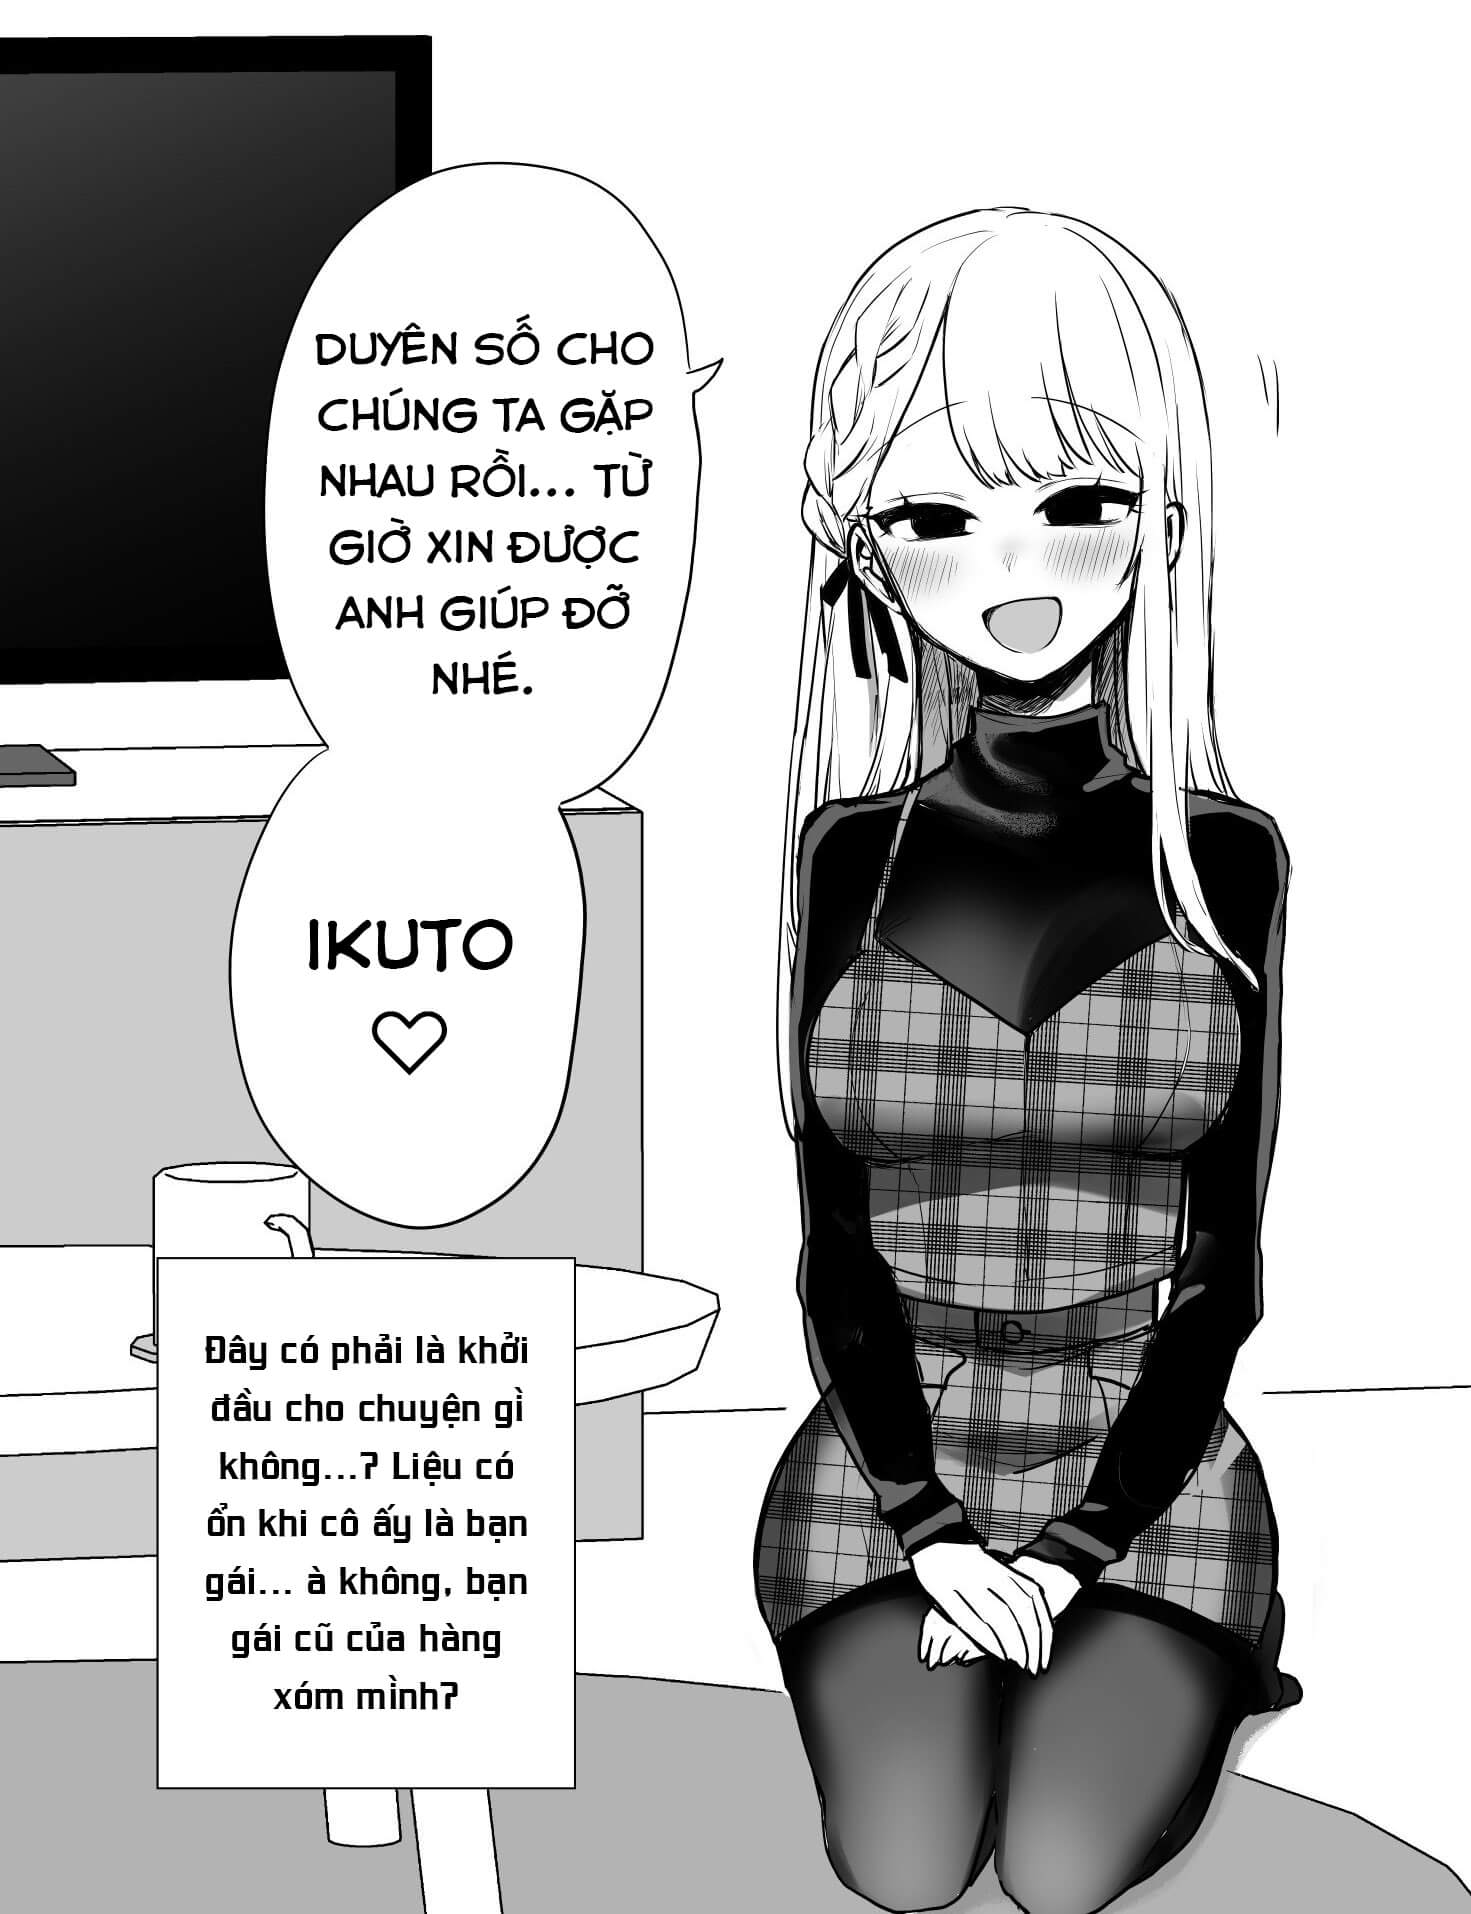 DUYÊN SỐ CHO
CHÚNG TA GẶP
NHAU RỒI... TỪ
GIỜ XIN ĐƯỢC
ANH GIÚP ĐỠ
NHÉ.
IKUTO
♡
Đây có phải là khởi
đầu cho chuyện gì
không...? Liệu có
ổn khi cô ấy là bạn
gái... à không, bạn
gái cũ của hàng
xóm mình?